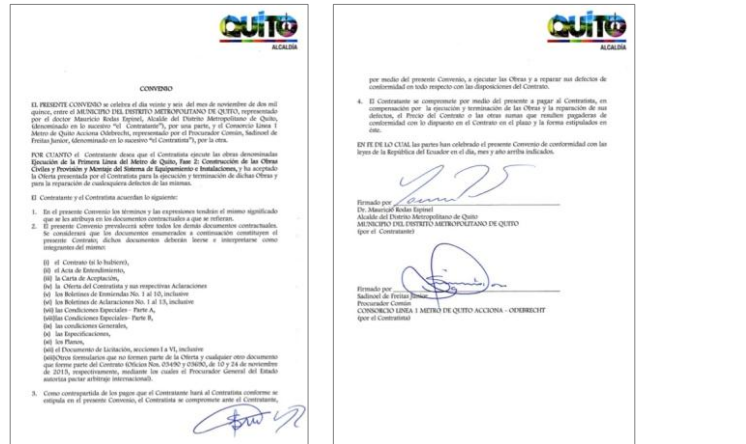 QUITO
ALCALDÍA
CONVENIO
EL PRESENTE CONVENIO se celebra el día veinte y seis del mes de noviembre de dos mil
quince, entre el MUNICIPIO DEL DISTRITO METROPOLITANO DE QUITO, representado
por el doctor Mauricio Rodas Espinel, Alcalde del Distrito Metropolitano de Quito,
(denominado en lo sucesivo "el Contratante"), por una parte, y el Consorcio Linea 1
Metro de Quito Acciona Odebrecht, representado por el Procurador Común, Sadinoel de
Freitas Junior, (denominado en lo sucesivo "el Contratista"), por la otra.
POR CUANTO el Contratante desea que el Contratista ejecute las obras denominadas
Ejecución de la Primera Línea del Metro de Quito, Fase 2: Construcción de las Obras
Civiles y Provisión y Montaje del Sistema de Equipamiento e Instalaciones, y ha aceptado
la Oferta presentada por el Contratista para la ejecución y terminación de dichas Obras y
para la reparación de cualesquiera defectos de las mismas.
El Contratante y el Contratista acuerdan lo siguiente:
1. En el presente Convenio los términos y las expresiones tendrán el mismo significado
que se les atribuya en los documentos contractuales a que se refieran.
2. El presente Convenio prevalecerá sobre todos los demás documentos contractuales.
Se considerará que los documentos enumerados a continuación constituyen el
presente Contrato; dichos documentos deberán leerse e interpretarse como
integrantes del mismo:
(i) el Contrato (si lo hubiere),
(ii) el Acta de Entendimiento,
(iii) la Carta de Aceptación,
(iv) la Oferta del Contratista y sus respectivas Aclaraciones
(v) los Boletines de Enmiendas No. 1 al 10, inclusive
(vi) los Boletines de Aclaraciones No. 1 al 15, inclusive
(vii) las Condiciones Especiales - Parte A,
(viii)las Condiciones Especiales - Parte B,
(ix) las condiciones Generales,
(x) las Especificaciones,
(xi) los Planos,
(xii) el Documento de Licitación, secciones I a VI, inclusive
(xiii)Otros formularios que no formen parte de la Oferta y cualquier otro documento
que forme parte del Contrato (Oficios Nos. 03490 y 03690, de 10 y 24 de noviembre
de 2015, respectivamente, mediante los cuales el Procurador General del Estado
autoriza pactar arbitraje internacional).
3. Como contrapartida de los pagos que el Contratante hará al Contratista conforme se
estipula en el presente Convenio, el Contratista se compromete ante el Contratante,
QUITO
ALCALDÍA
por medio del presente Convenio, a ejecutar las Obras y a reparar sus defectos de
conformidad en todo respecto con las disposiciones del Contrato.
4. El Contratante se compromete por medio del presente a pagar al Contratista, en
compensación por la ejecución y terminación de las Obras y la reparación de sus
defectos, el Precio del Contrato o las otras sumas que resulten pagaderas de
conformidad con lo dispuesto en el Contrato en el plazo y la forma estipulados en
éste.
EN FE DE LO CUAL las partes han celebrado el presente Convenio de conformidad con las
leyes de la República del Ecuador en el día, mes y año arriba indicados.
Firmado por
Dr. Mauricio Rodas Espinel
Alcalde del Distrito Metropolitano de Quito
MUNICIPIO DEL DISTRITO METROPOLITANO DE QUITO
(por el Contratante)
Firmado por
Sadinoel de Freitas Junior
Procurador Común
CONSORCIO LINEA 1 METRO DE QUITO ACCIONA - ODEBRECHT
(por el Contratista)